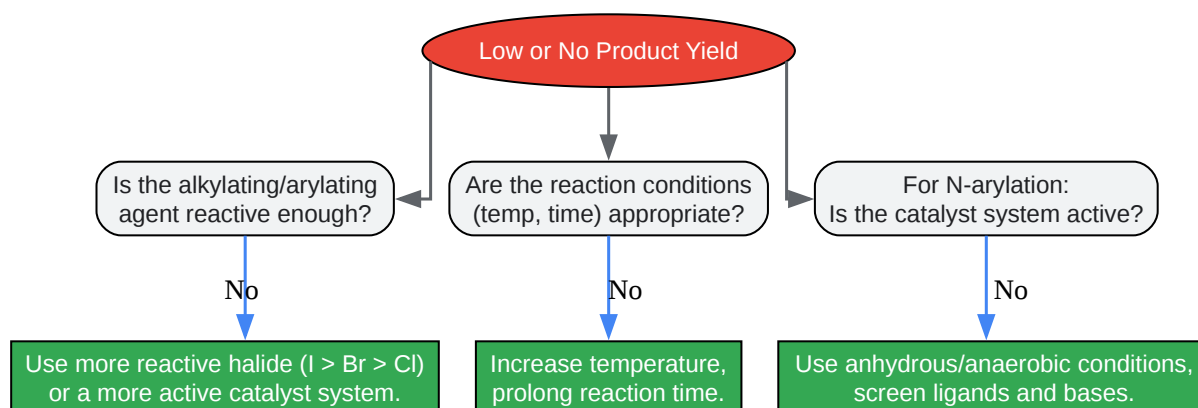 Low or No Product Yield
Is the alkylating/arylating
agent reactive enough?
Are the reaction conditions
(temp, time) appropriate?
For N-arylation:
Is the catalyst system active?
No
No
No
Use more reactive halide (I > Br > Cl)
or a more active catalyst system.
Increase temperature,
prolong reaction time.
Use anhydrous/anaerobic conditions,
screen ligands and bases.